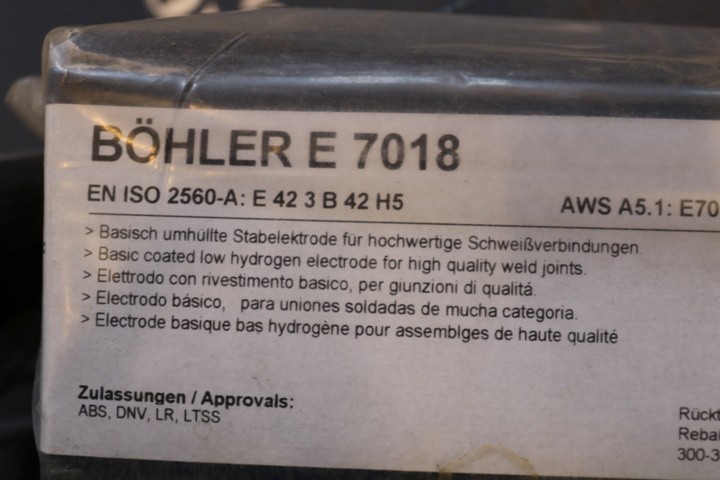 BÖHLER E 7018
EN ISO 2560-A: E 42 3 B 42 H5 AWS A5.1: E70
> Basisch umhüllte Stabelektrode für hochwertige Schweißverbindungen.
> Basic coated low hydrogen electrode for high quality weld joints.
> Elettrodo con rivestimento basico, per giunzioni di qualitá.
> Electrodo básico, para uniones soldadas de mucha categoria.
> Electrode basique bas hydrogène pour assemblges de haute qualité
Zulassungen / Approvals:
ABS, DNV, LR, LTSS
Rückt
Rebal
300-3